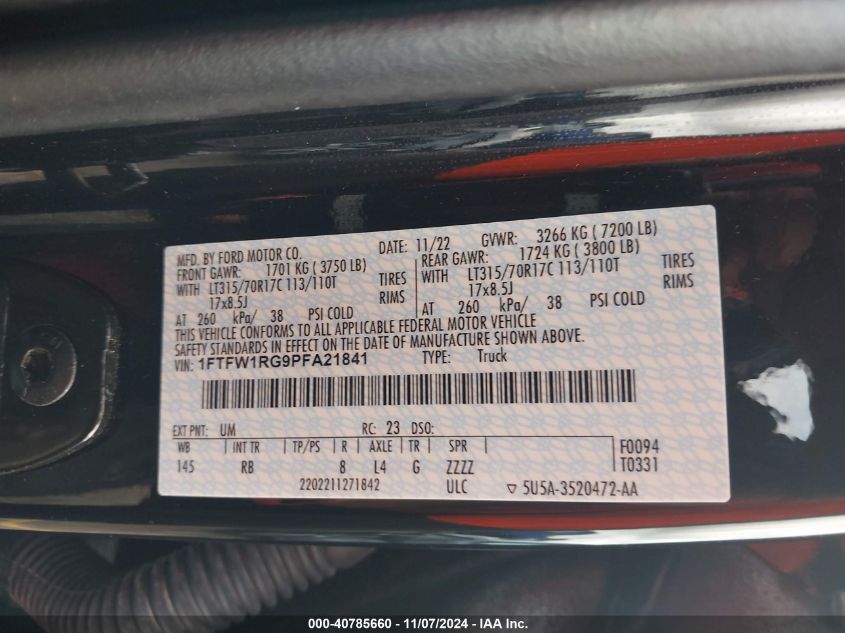 MFD. BY FORD MOTOR CO. DATE: 11/22 GVWR: 3266 KG ( 7200 LB)
FRONT GAWR: 1701 KG ( 3750 LB) REAR GAWR: 1724 KG ( 3800 LB)
WITH LT315/70R17C 113/110T TIRES WITH LT315/70R17C 113/110T TIRES
17x8.5J RIMS 17x8.5J RIMS
AT 260 kPa/ 38 PSI COLD AT 260 kPa/ 38 PSI COLD
THIS VEHICLE CONFORMS TO ALL APPLICABLE FEDERAL MOTOR VEHICLE
SAFETY STANDARDS IN EFFECT ON THE DATE OF MANUFACTURE SHOWN ABOVE.
VIN: 1FTFW1RG9PFA21841 TYPE: Truck
EXT PNT: UM RC: 23 DSO:
WB INT TR TP/PS R AXLE TR SPR F0094
145 RB 8 L4 G ZZZZ T0331
2202211271842 ULC ▽ 5U5A-3520472-AA
000-40785660 - 11/07/2024 - IAA Inc.